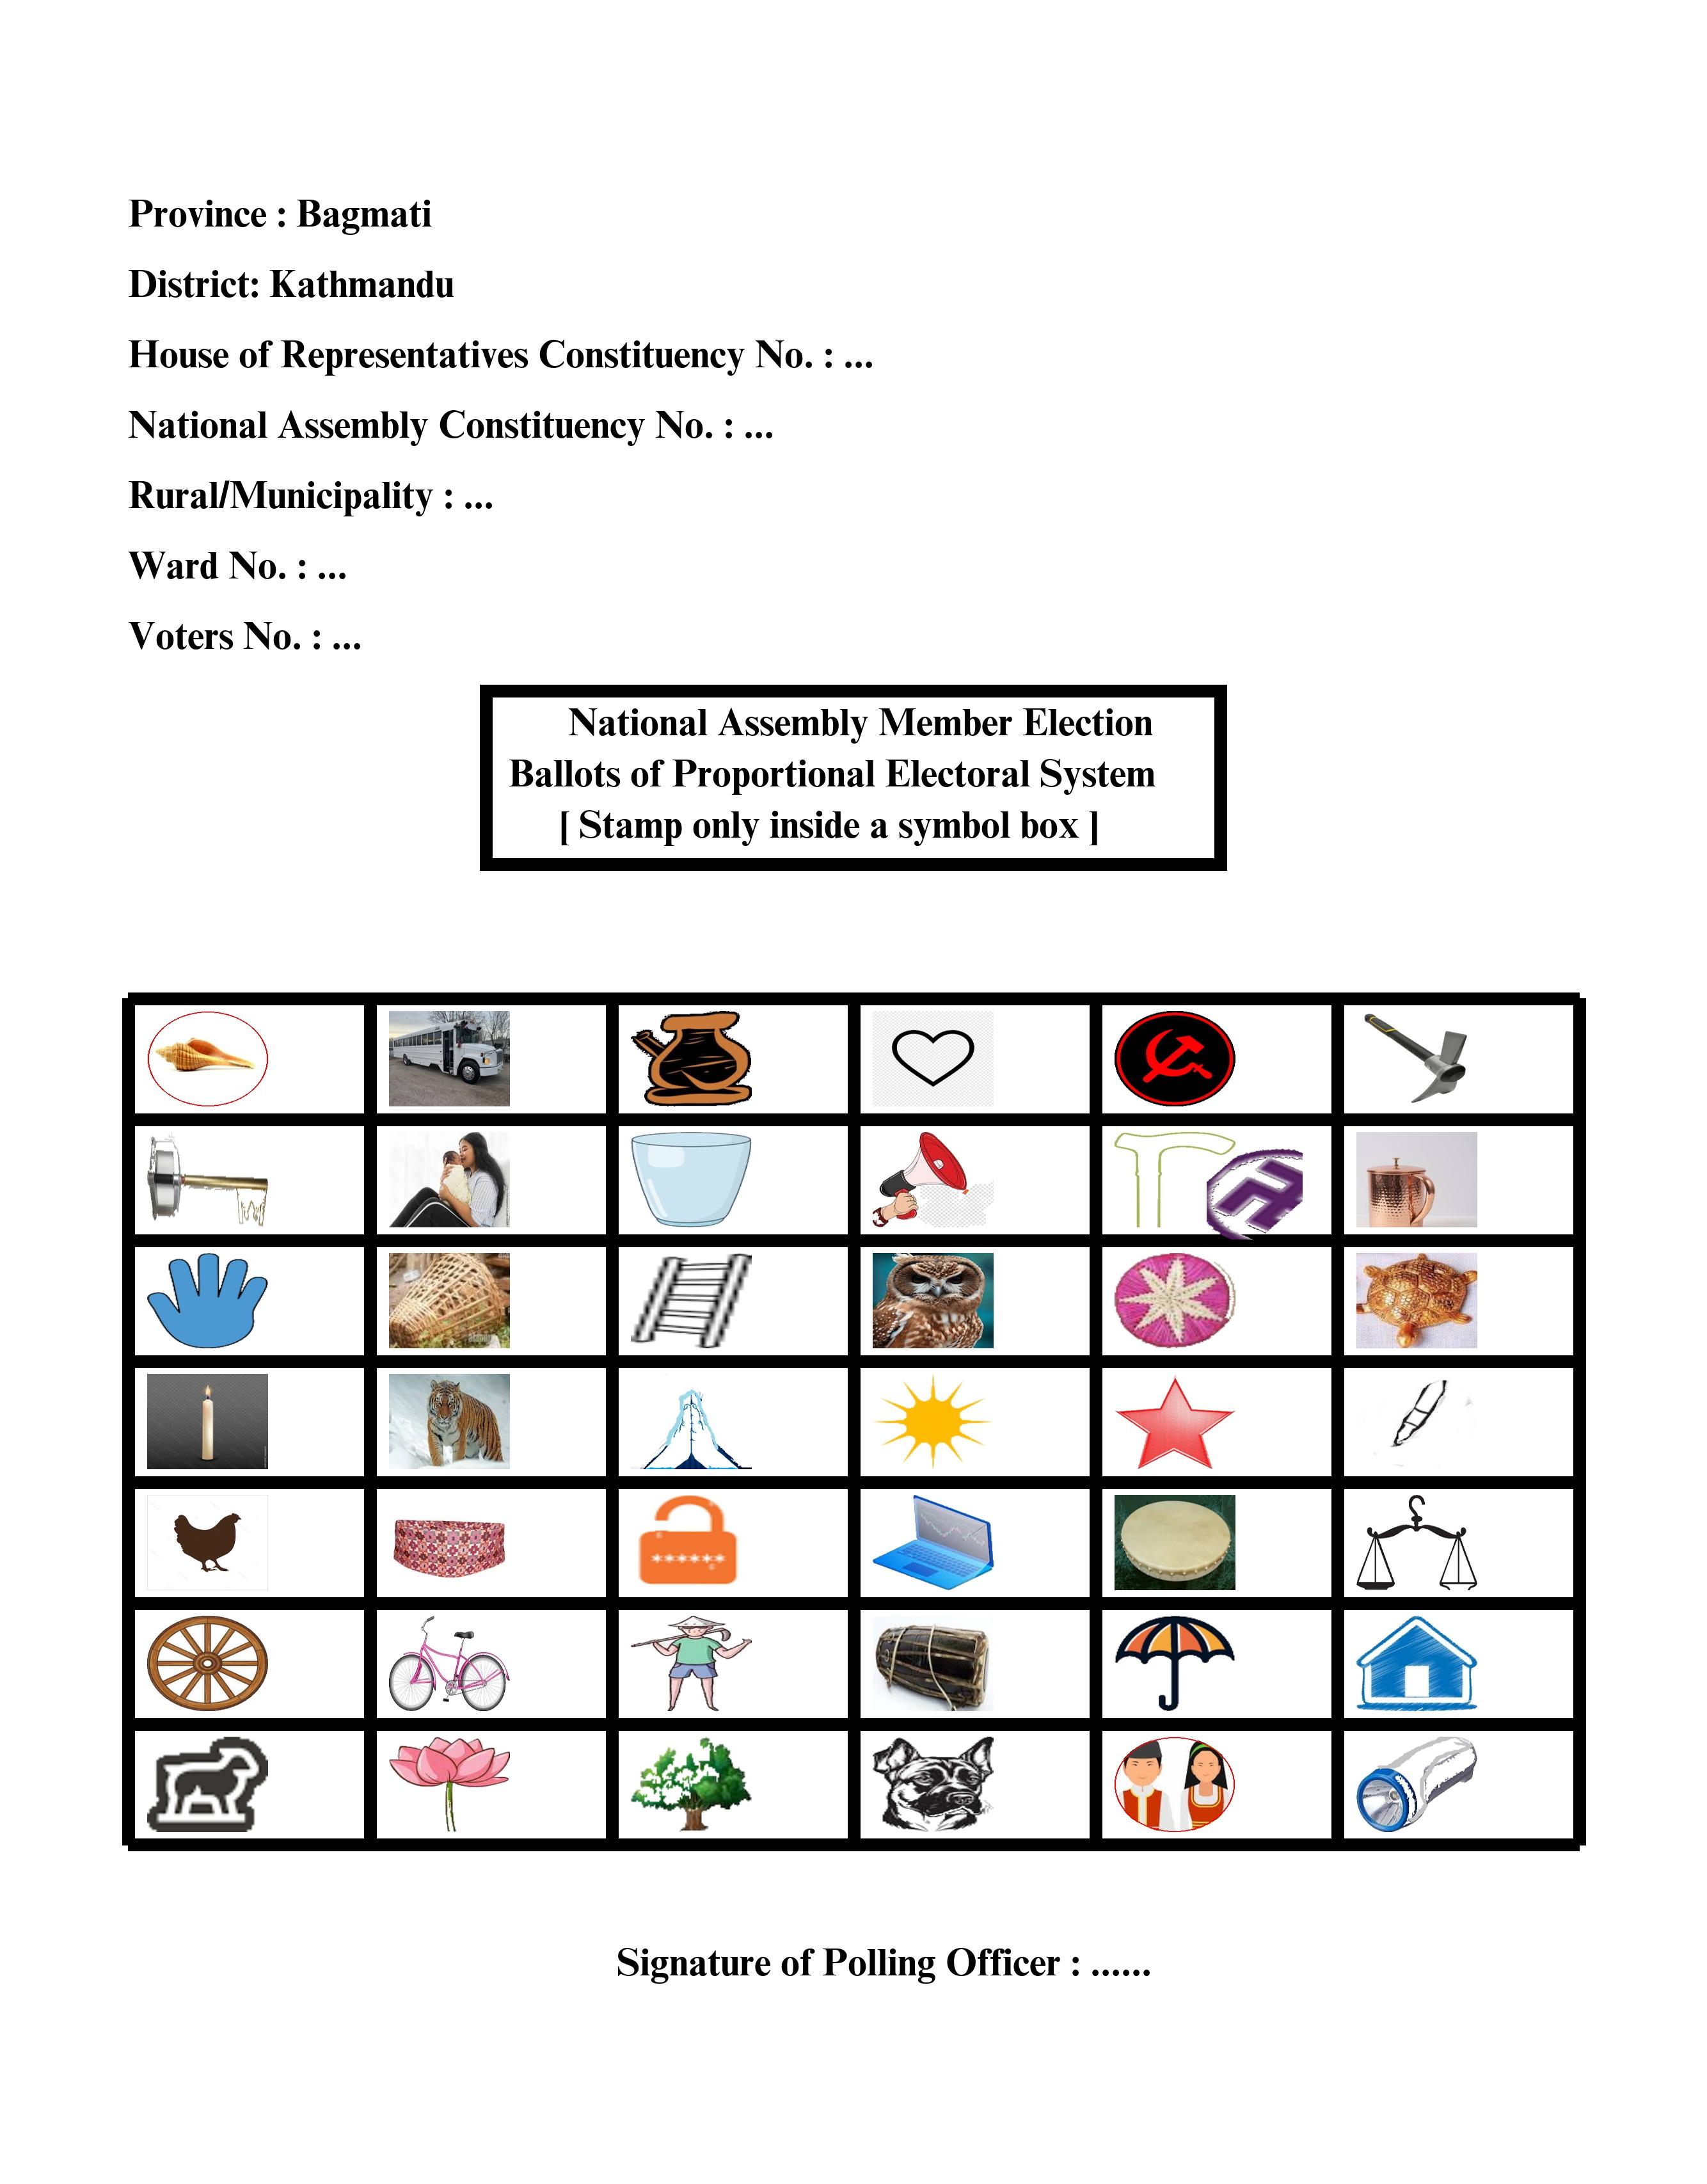 Province : Bagmati
District: Kathmandu
House of Representatives Constituency No. : ...
National Assembly Constituency No. : ...
Rural/Municipality : ...
Ward No. : ...
Voters No. : ...
National Assembly Member Election
Ballots of Proportional Electoral System
[ Stamp only inside a symbol box ]
******
Signature of Polling Officer : ......